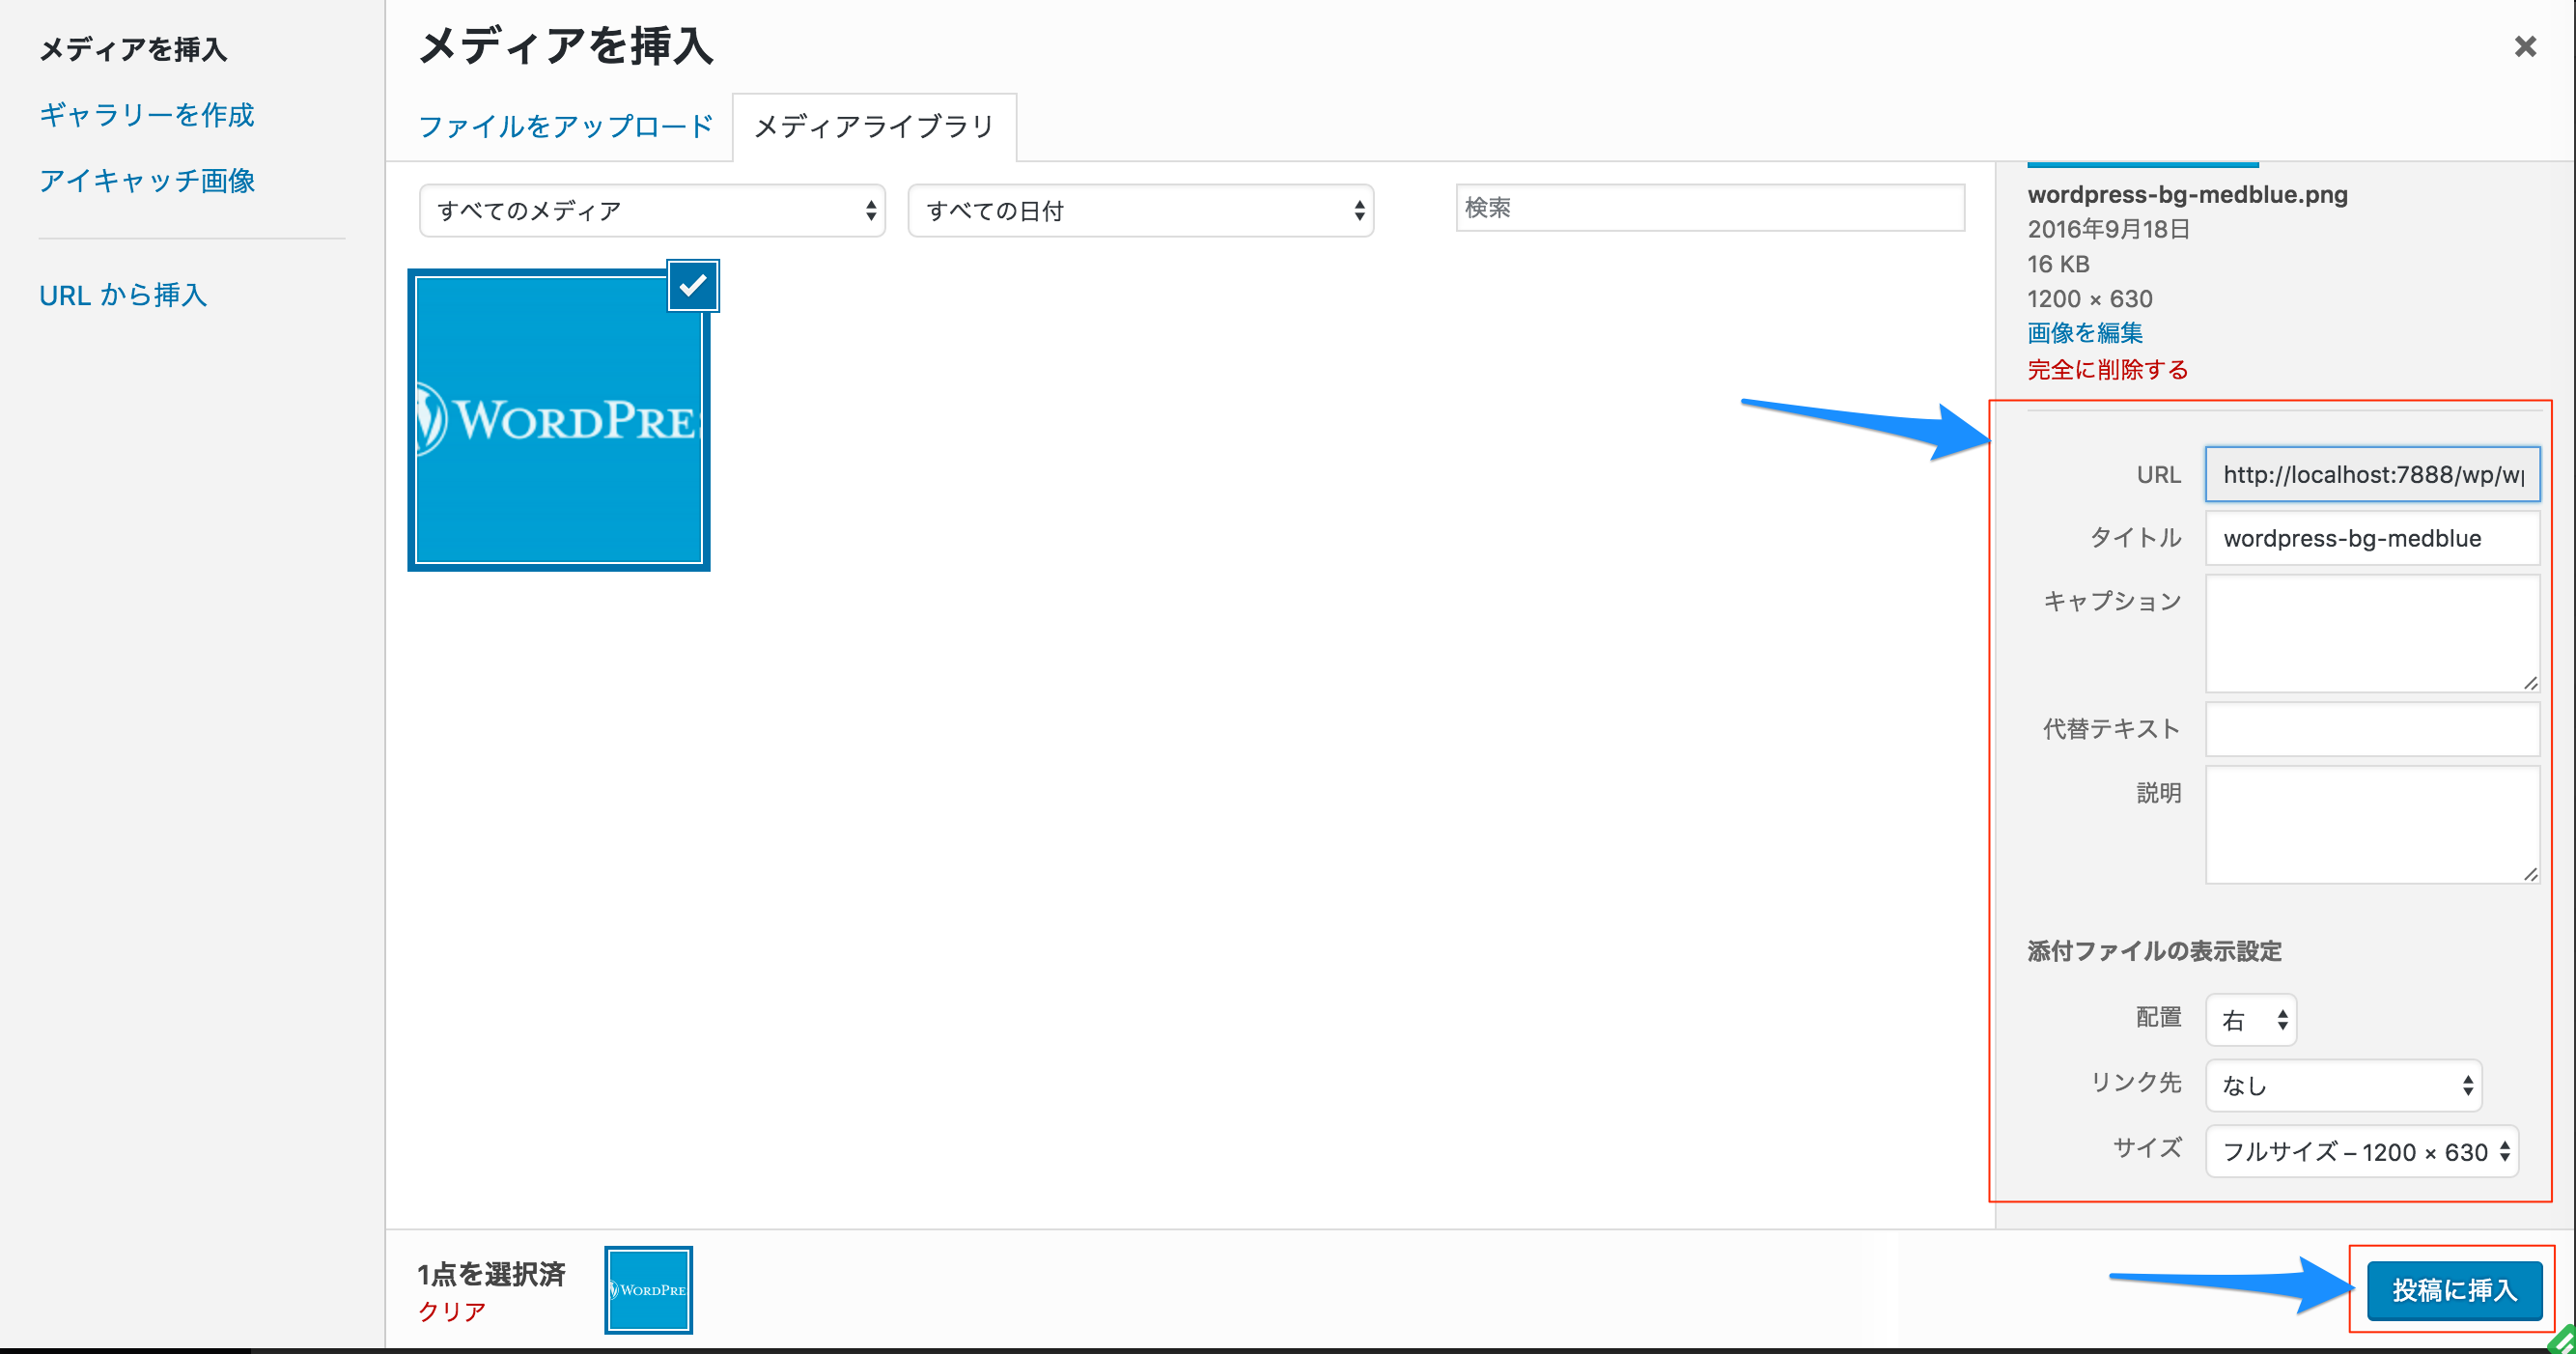 メディアを挿入
ギャラリーを作成
アイキャッチ画像
URL から挿入
メディアを挿入
ファイルをアップロード
メディアライブラリ
すべてのメディア
すべての日付
検索
WORDPRE
wordpress-bg-medblue.png
2016年9月18日
16 KB
1200 × 630
画像を編集
完全に削除する
URL http://localhost:7888/wp/wp
タイトル wordpress-bg-medblue
キャプション
代替テキスト
説明
添付ファイルの表示設定
配置 右
リンク先 なし
サイズ フルサイズ – 1200 × 630
1点を選択済
クリア
WORDPRE
投稿に挿入